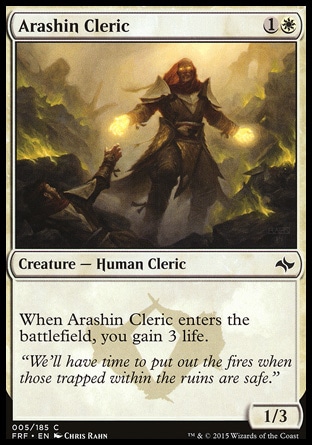 Arashin Cleric 1
Creature — Human Cleric
When Arashin Cleric enters the
battlefield, you gain 3 life.
“We’ll have time to put out the fires when
those trapped within the ruins are safe.”
1/3
005/185 C
FRF • EN Chris Rahn
™ & © 2015 Wizards of the Coast